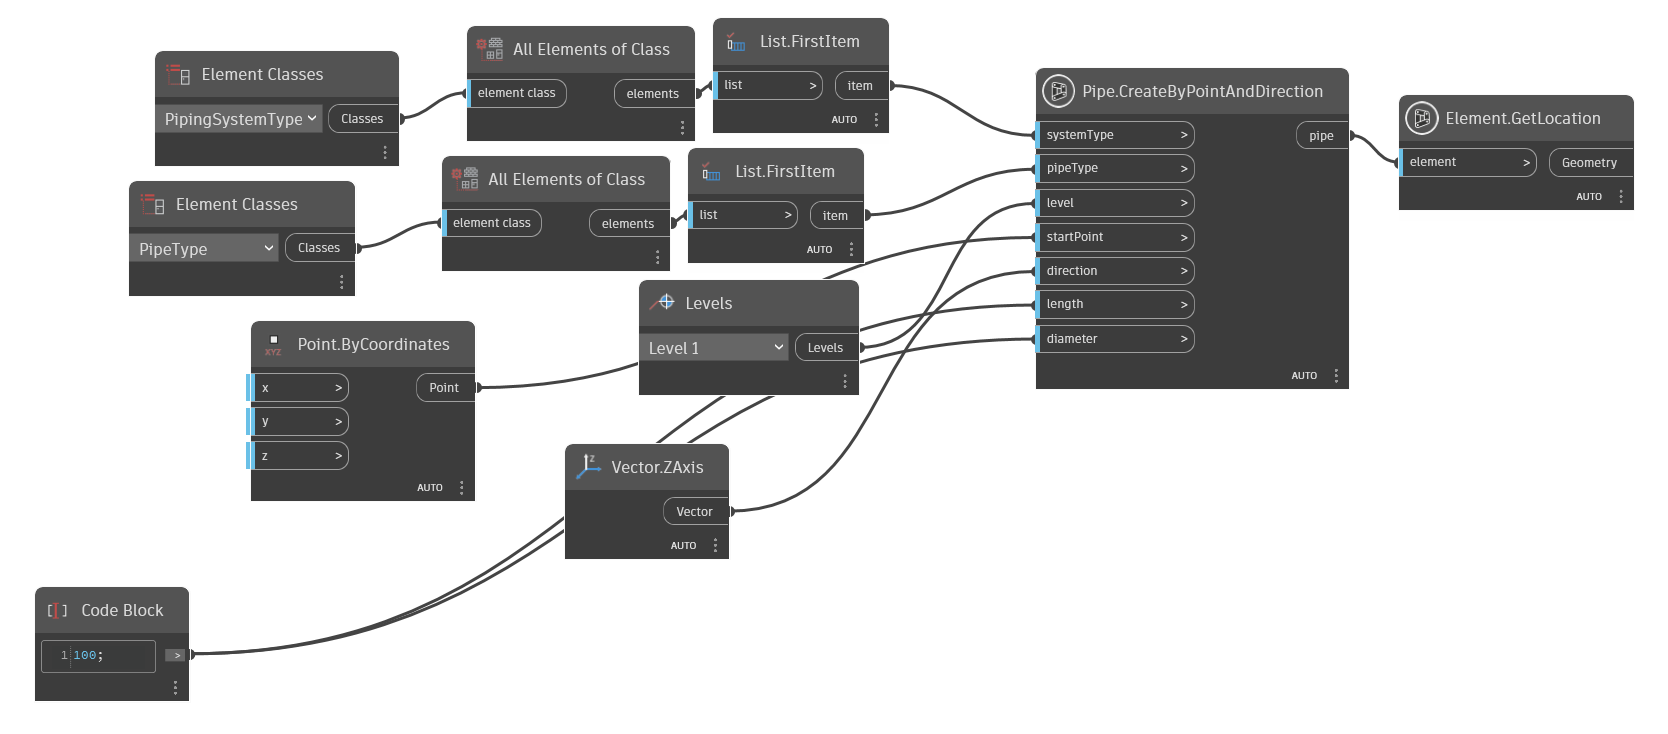 Element Classes
PipingSystemType
Classes
All Elements of Class
element class
elements
List.FirstItem
list >
item
AUTO
Element Classes
PipeType
Classes
All Elements of Class
element class
elements
List.FirstItem
list >
item
AUTO
Pipe.CreateByPointAndDirection
systemType >
pipe
pipeType >
level >
startPoint >
direction >
length >
diameter >
AUTO
Element.GetLocation
element >
Geometry
AUTO
Levels
Level 1
Levels
Point.ByCoordinates
XYZ
x >
Point
y >
z >
AUTO
Z
Vector.ZAxis
Vector
AUTO
Code Block
1 100;
>